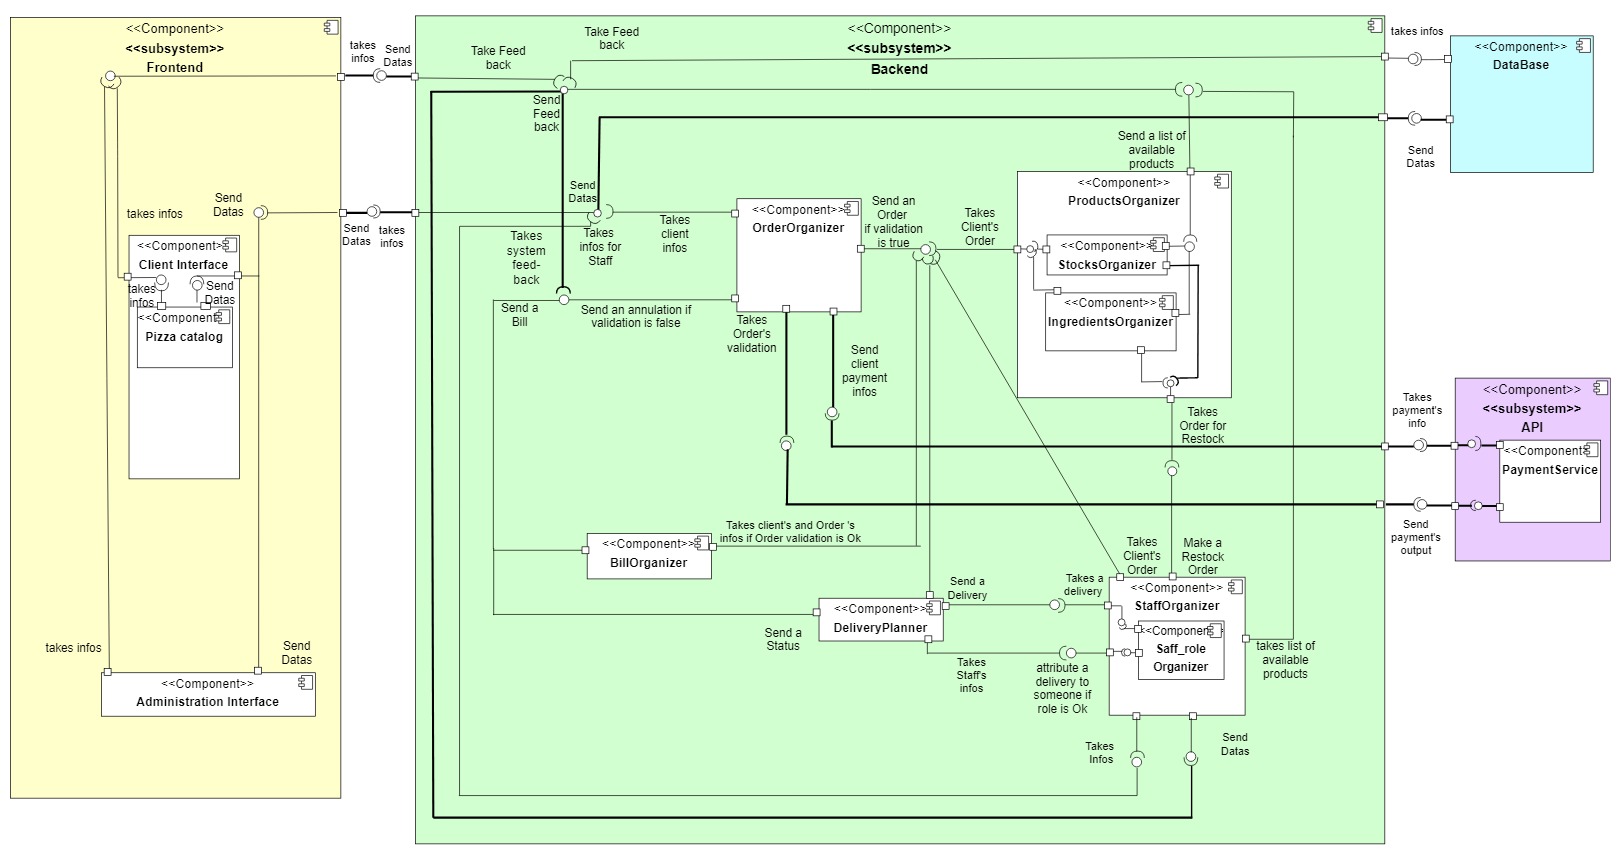 <<Component>>
<<subsystem>>
Frontend
takes
infos
Send
Datas
takes infos
Send
Datas
Send
Datas
takes
infos
<<Component>
Client Interface
takes
infos
Send
Datas
<<Component
Pizza catalog
takes infos
Send
Datas
<<Component>>
Administration Interface
<<Component>>
<<subsystem>>
Backend
Take Feed
back
Take Feed
back
Send
Feed
back
Send
Datas
Takes
system
feed-
back
Takes
infos for
Staff
Takes
client
infos
<<Component>>
OrderOrganizer
Send an
Order
if validation
is true
Takes
Client's
Order
Send a list of
available
products
<<Component>>
ProductsOrganizer
<<Component>>
StocksOrganizer
<<Component>>
IngredientsOrganizer
Send a
Bill
Send an annulation if
validation is false
Takes
Order's
validation
Send
client
payment
infos
Takes
Order for
Restock
<<Component>>
BillOrganizer
Takes client's and Order 's
infos if Order validation is Ok
Takes
Client's
Order
Make a
Restock
Order
<<Component>>
DeliveryPlanner
Send a
Delivery
Takes a
delivery
<<Component>>
StaffOrganizer
<<Component
Saff_role
Organizer
Send a
Status
Takes
Staff's
infos
attribute a
delivery to
someone if
role is Ok
takes list of
available
products
Takes
Infos
Send
Datas
takes infos
<<Component>>
DataBase
Send
Datas
Takes
payment's
info
<<Component>>
<<subsystem>>
API
<<Component
PaymentService
Send
payment's
output